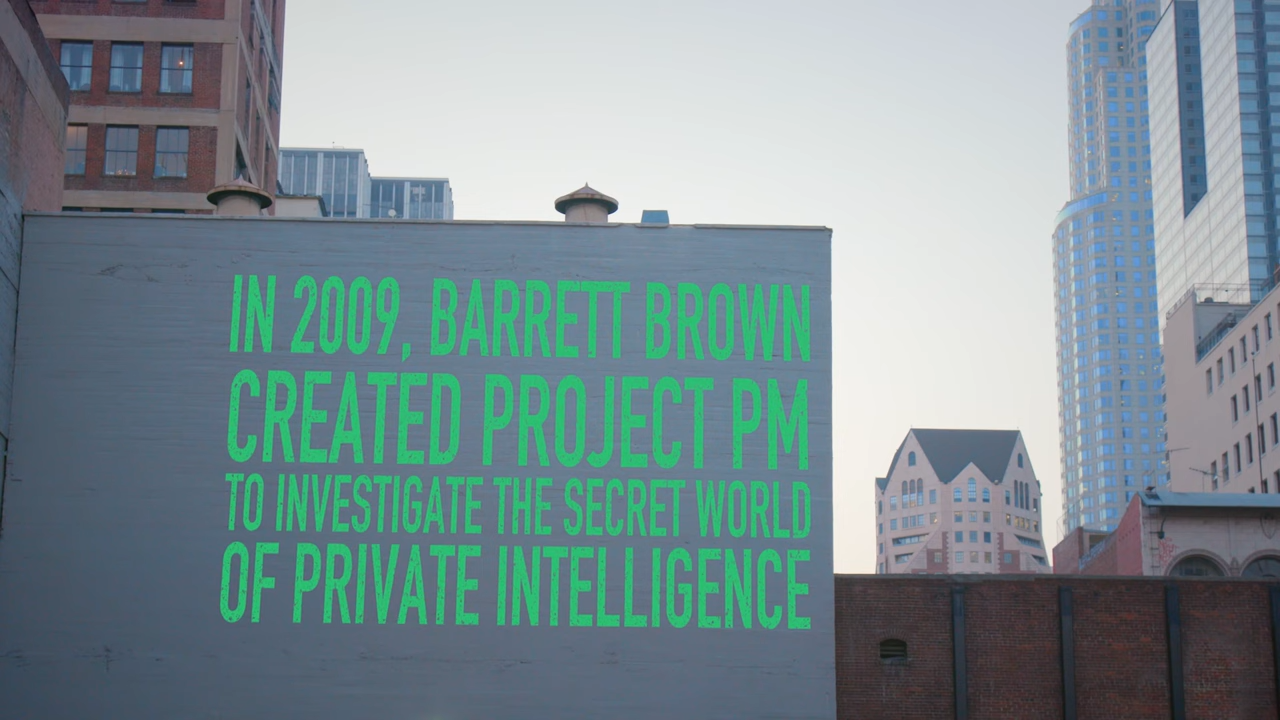 IN 2009, BARRETT BROWN
CREATED PROJECT PM
TO INVESTIGATE THE SECRET WORLD
OF PRIVATE INTELLIGENCE